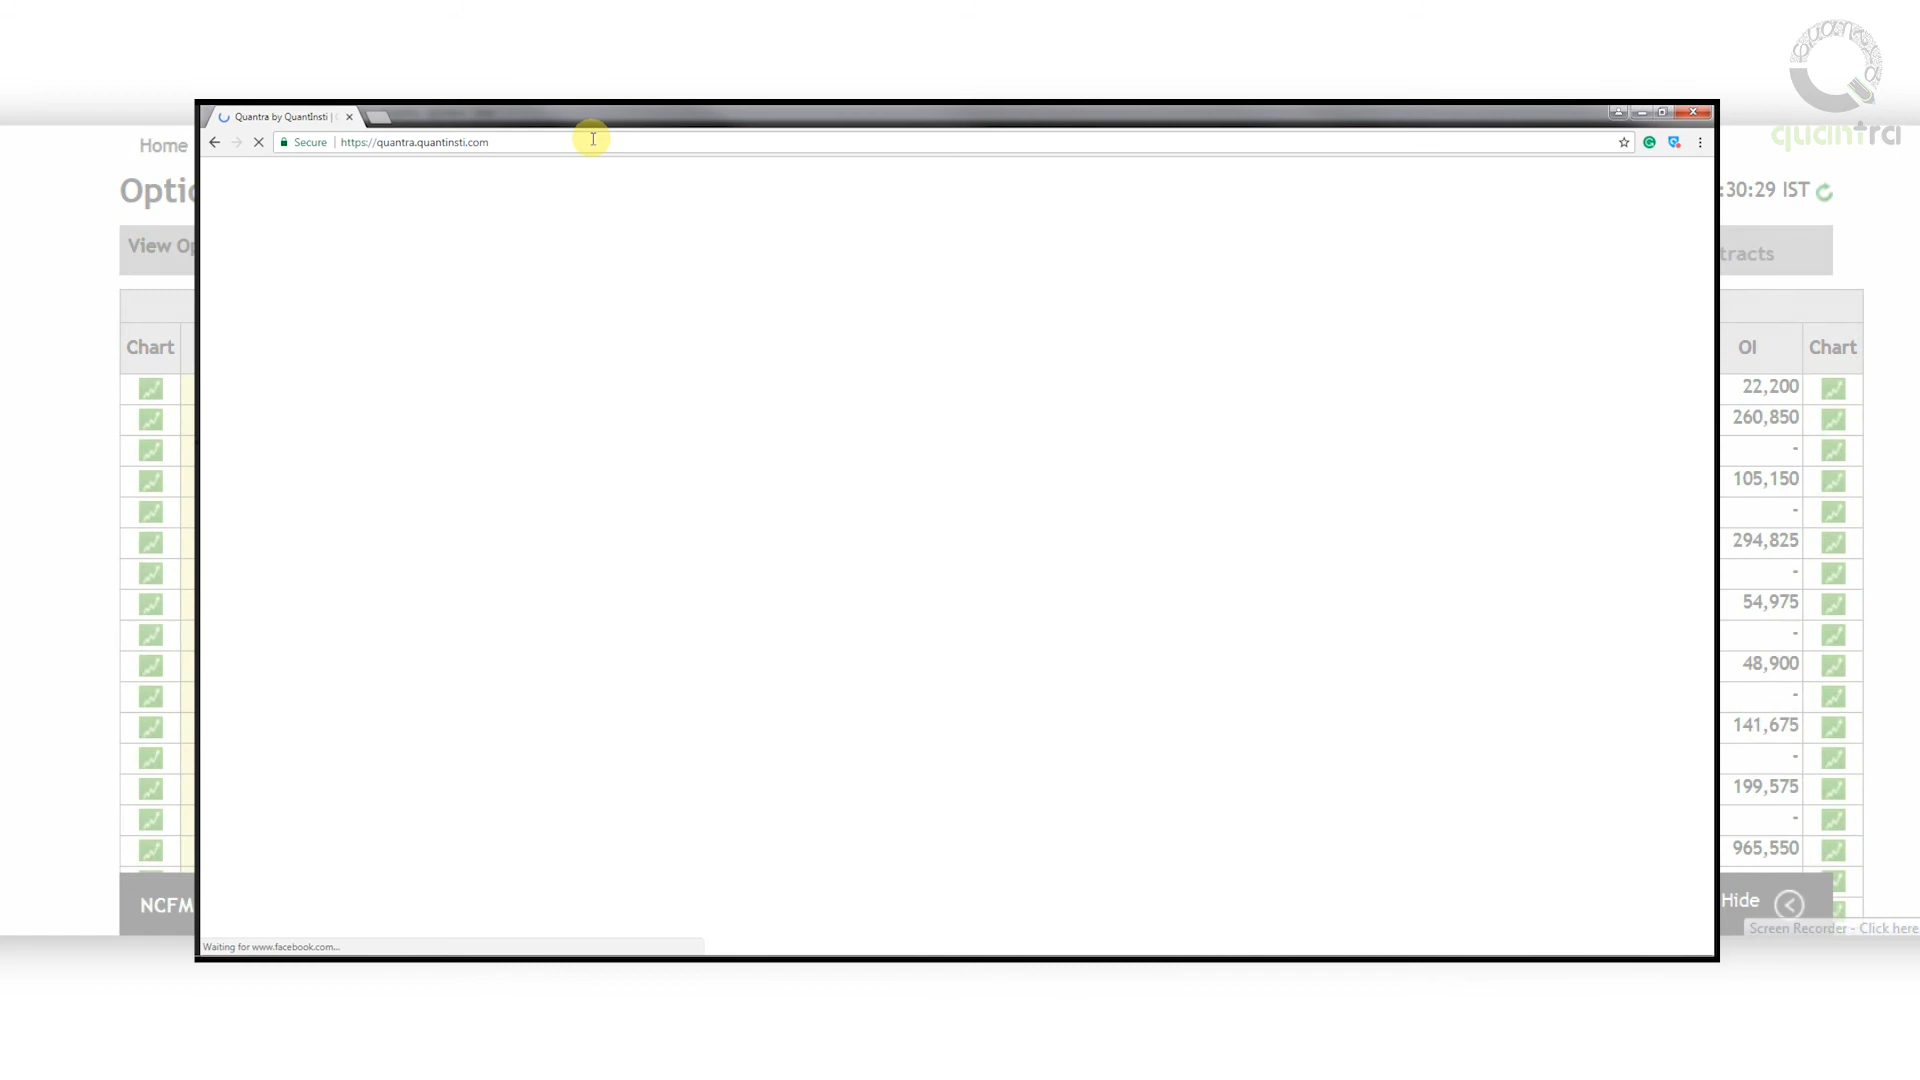 Quantra by QuantInsti |
Secure | https://quantra.quantinsti.com
quantra
Home
:30:29 IST
View Op
tracts
Chart
OI
Chart
22,200
260,850
-
105,150
-
294,825
-
54,975
-
48,900
-
141,675
-
199,575
-
965,550
NCFM
Hide
Screen Recorder - Click here
Waiting for www.facebook.com...